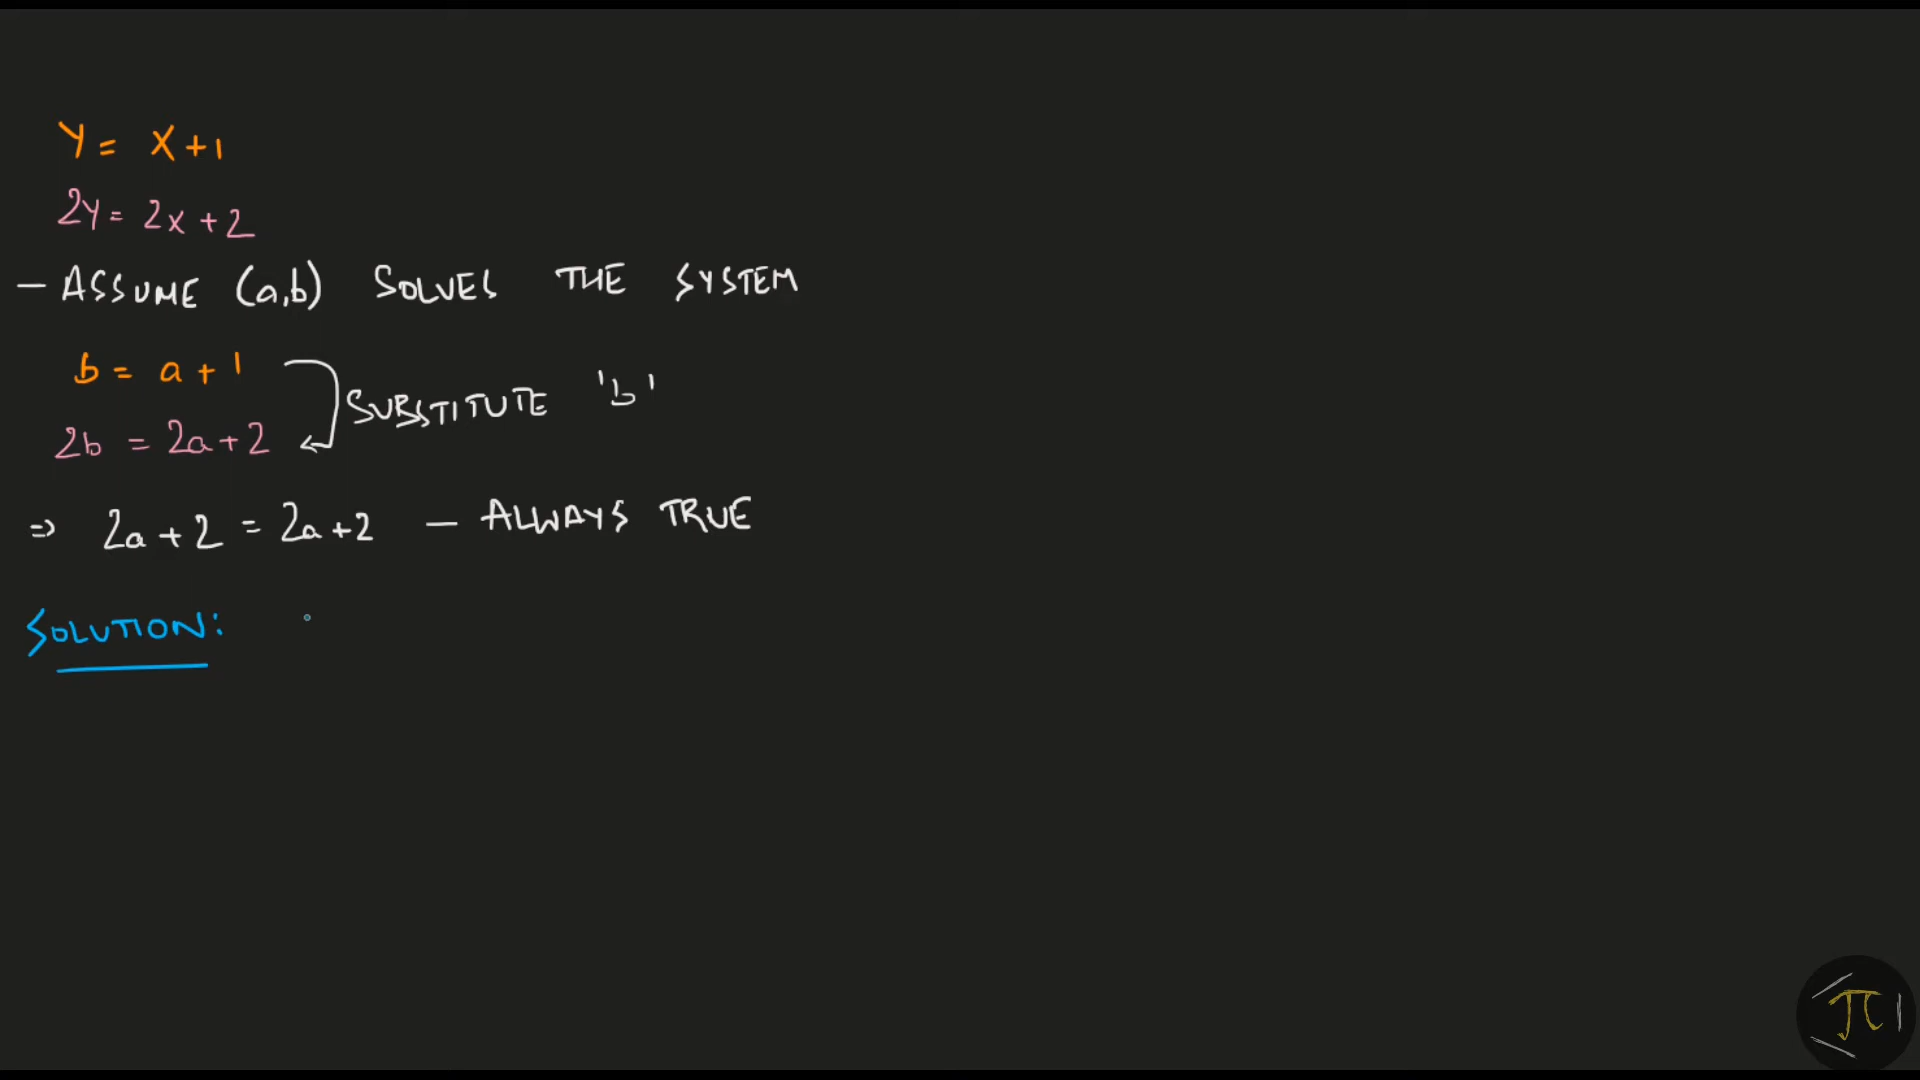 Y = X+1
2Y = 2X+2
- ASSUME (a,b) SOLVES THE SYSTEM
b = a+1
SUBSTITUTE 'b'
2b = 2a+2
=> 2a+2 = 2a+2 - ALWAYS TRUE
SOLUTION:
π